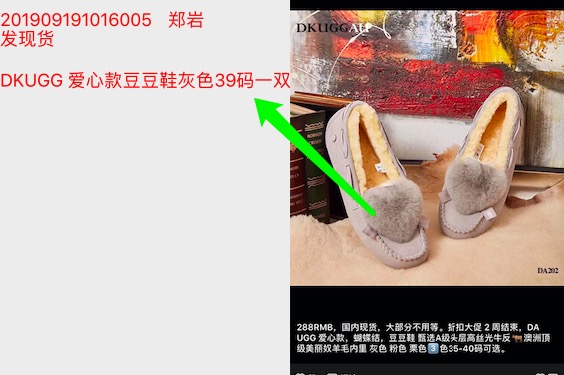 201909191016005 郑岩
发现货
DKUGG 爱心款豆豆鞋灰色39码一双
DKUGGAU
DA202
288RMB，国内现货，大部分不用等。折扣大促 2 周结束，DA
UGG 爱心款，蝴蝶结，豆豆鞋 甄选A级头层高丝光牛反🐂澳洲顶
级美丽奴羊毛内里 灰色 粉色 栗色3️⃣色35-40码可选。